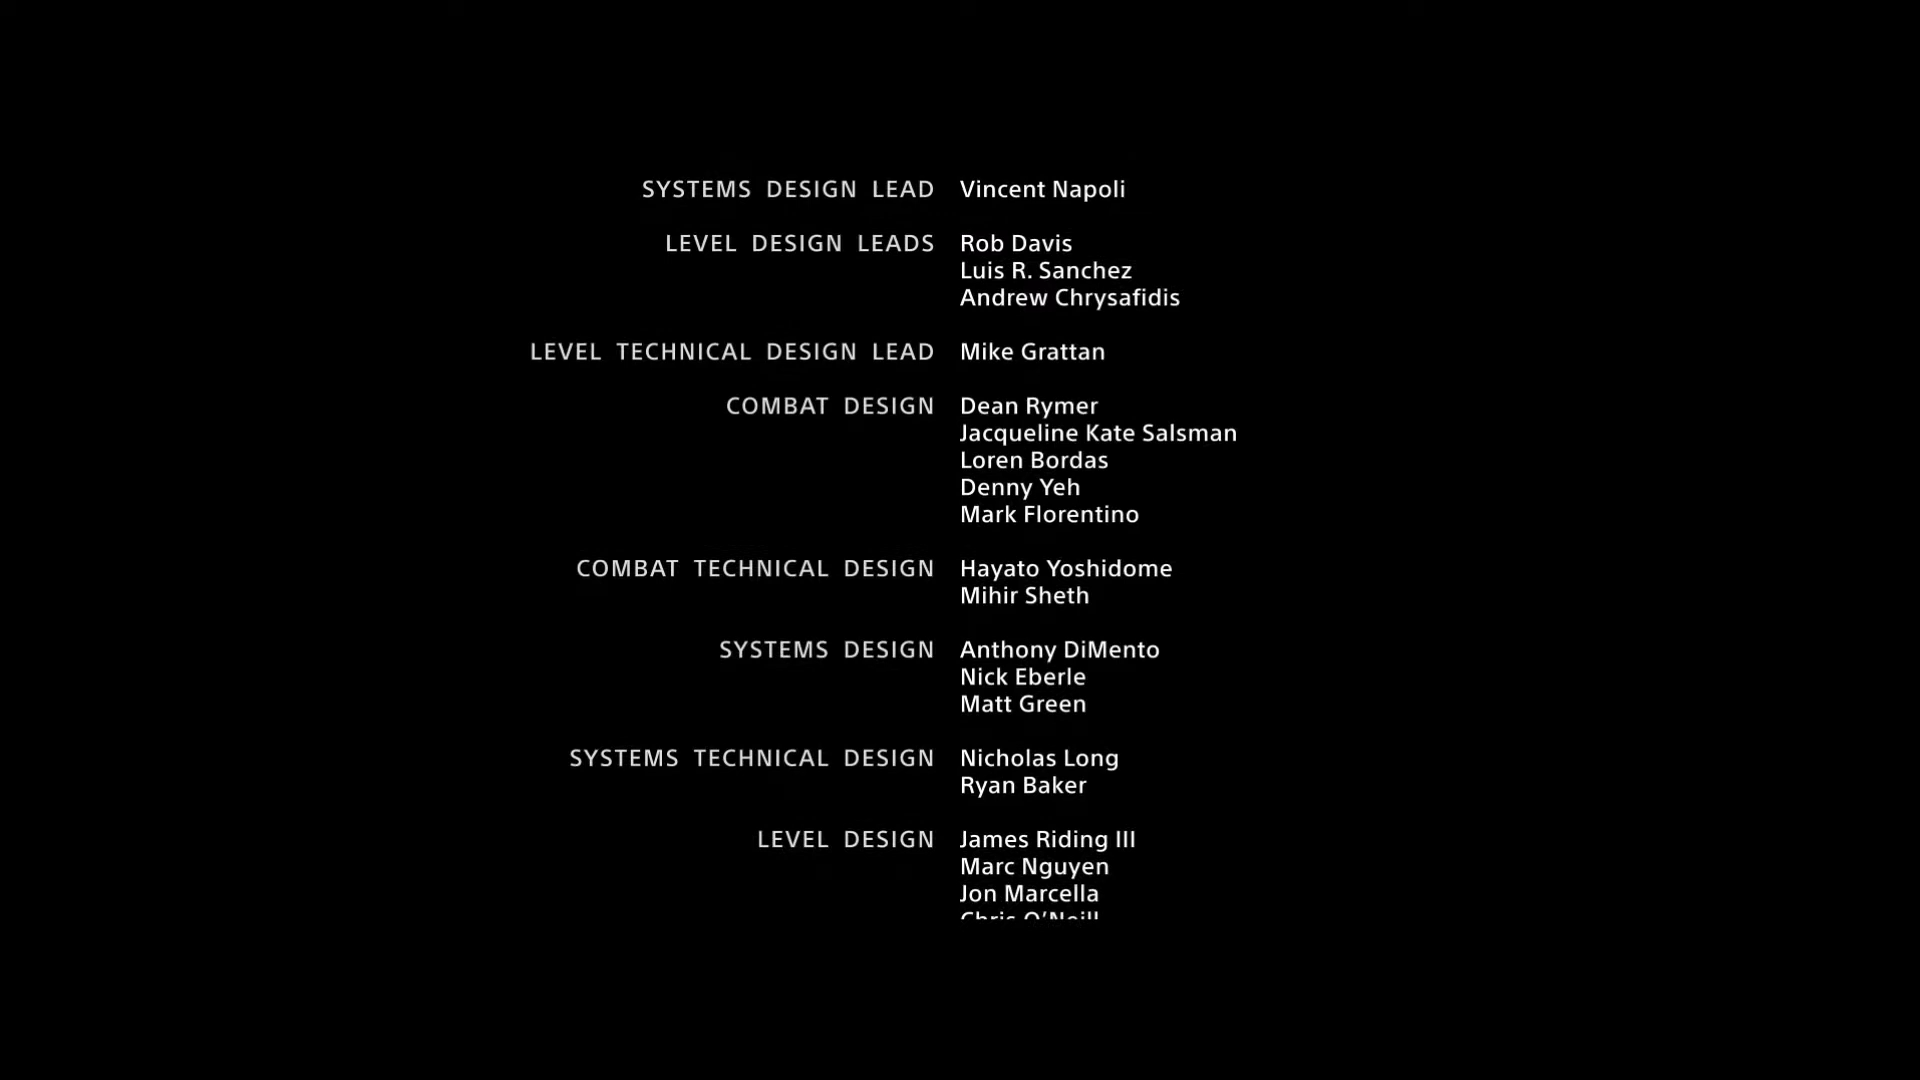 SYSTEMS DESIGN LEAD Vincent Napoli
LEVEL DESIGN LEADS Rob Davis
Luis R. Sanchez
Andrew Chrysafidis
LEVEL TECHNICAL DESIGN LEAD Mike Grattan
COMBAT DESIGN Dean Rymer
Jacqueline Kate Salsman
Loren Bordas
Denny Yeh
Mark Florentino
COMBAT TECHNICAL DESIGN Hayato Yoshidome
Mihir Sheth
SYSTEMS DESIGN Anthony DiMento
Nick Eberle
Matt Green
SYSTEMS TECHNICAL DESIGN Nicholas Long
Ryan Baker
LEVEL DESIGN James Riding III
Marc Nguyen
Jon Marcella
Chris O’Neill